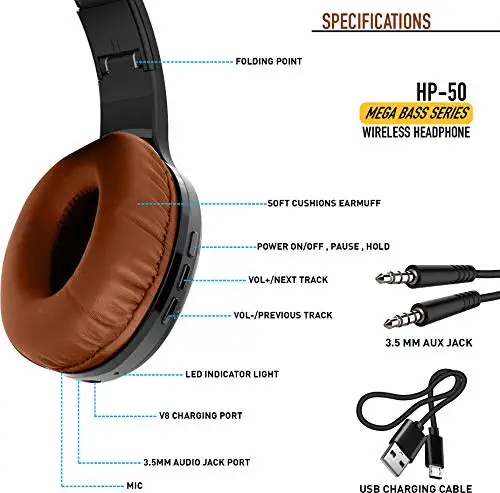 SPECIFICATIONS
FOLDING POINT
HP-50
MEGA BASS SERIES
WIRELESS HEADPHONE
SOFT CUSHIONS EARMUFF
POWER ON/OFF , PAUSE , HOLD
VOL+/NEXT TRACK
VOL-/PREVIOUS TRACK
3.5 MM AUX JACK
LED INDICATOR LIGHT
V8 CHARGING PORT
3.5MM AUDIO JACK PORT
MIC
USB CHARGING CABLE